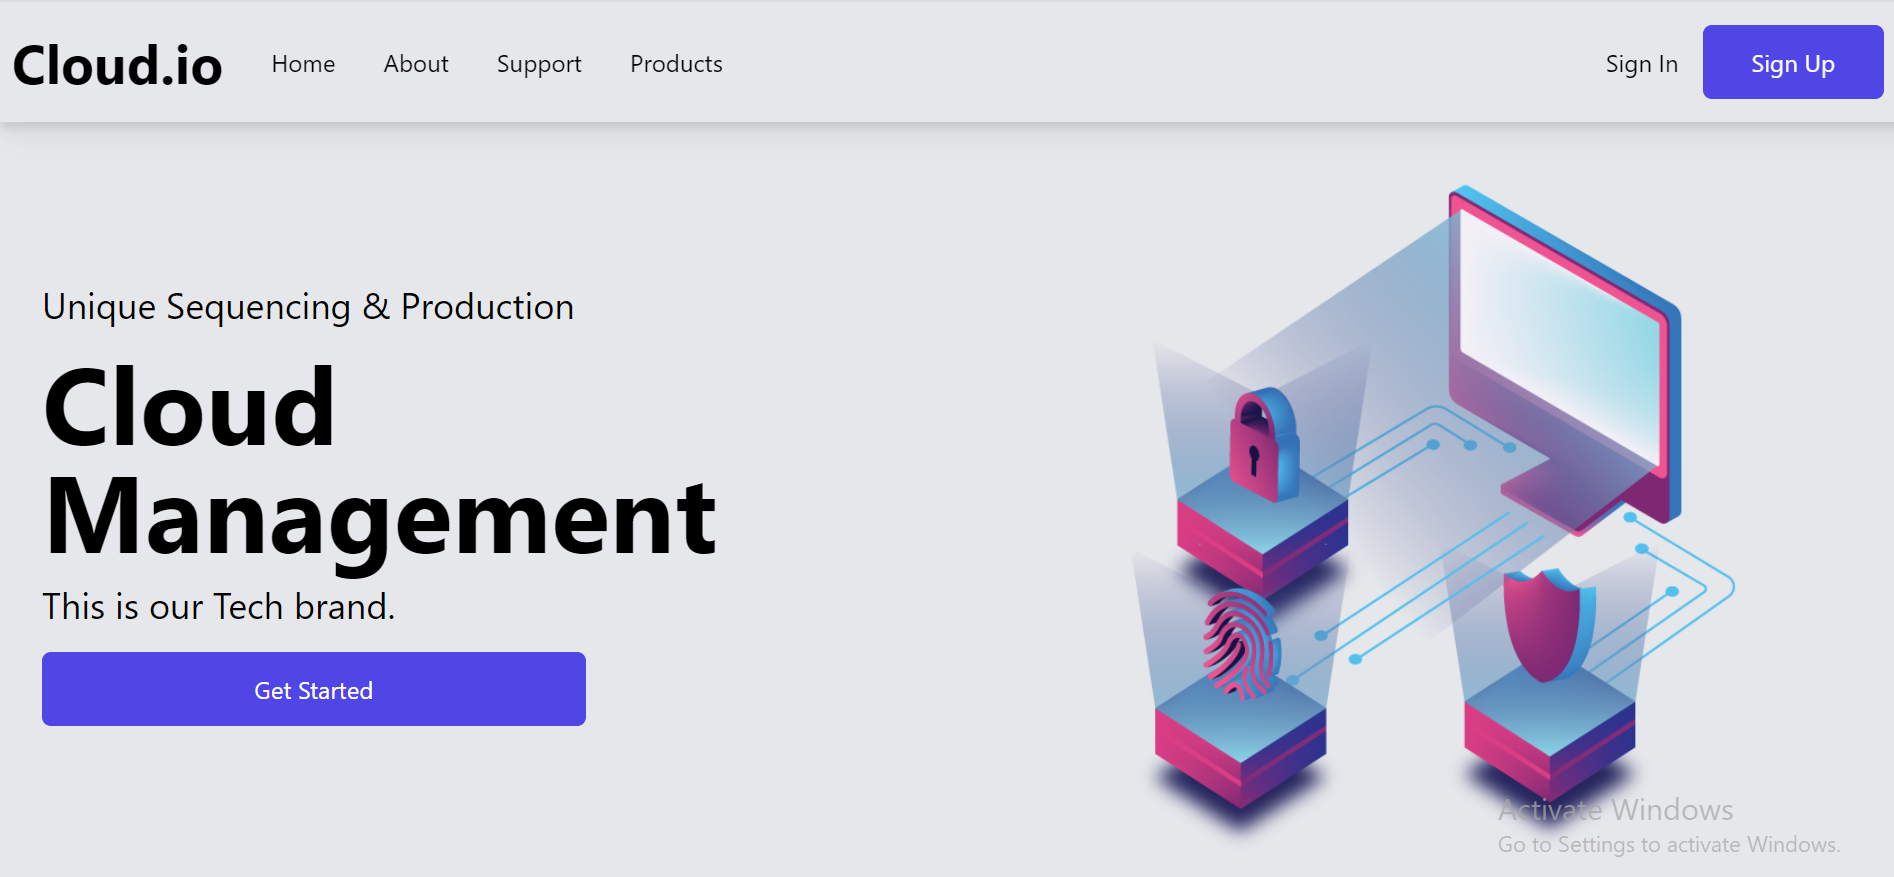 Cloud.io
Home
About
Support
Products
Sign In
Sign Up
Unique Sequencing & Production
Cloud
Management
This is our Tech brand.
Get Started
Activate Windows
Go to Settings to activate Windows.